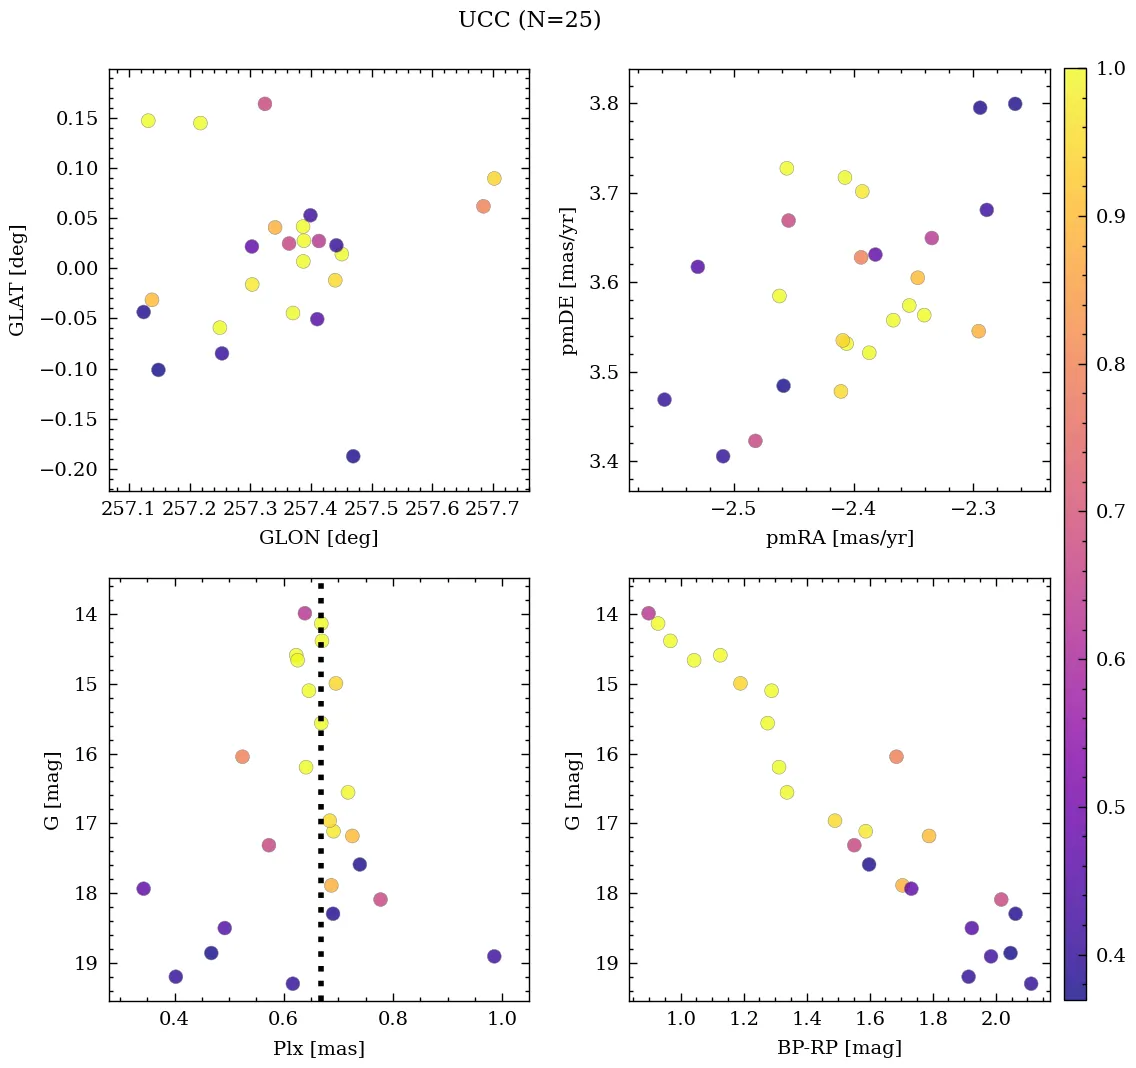 UCC (N=25)
0.15
0.10
0.05
0.00
−0.05
−0.10
−0.15
−0.20
GLAT [deg]
257.1 257.2 257.3 257.4 257.5 257.6 257.7
GLON [deg]
3.8
3.7
3.6
3.5
3.4
pmDE [mas/yr]
−2.5 −2.4 −2.3
pmRA [mas/yr]
14
15
16
17
18
19
G [mag]
0.4 0.6 0.8 1.0
Plx [mas]
14
15
16
17
18
19
G [mag]
1.0 1.2 1.4 1.6 1.8 2.0
BP-RP [mag]
1.0
0.9
0.8
0.7
0.6
0.5
0.4